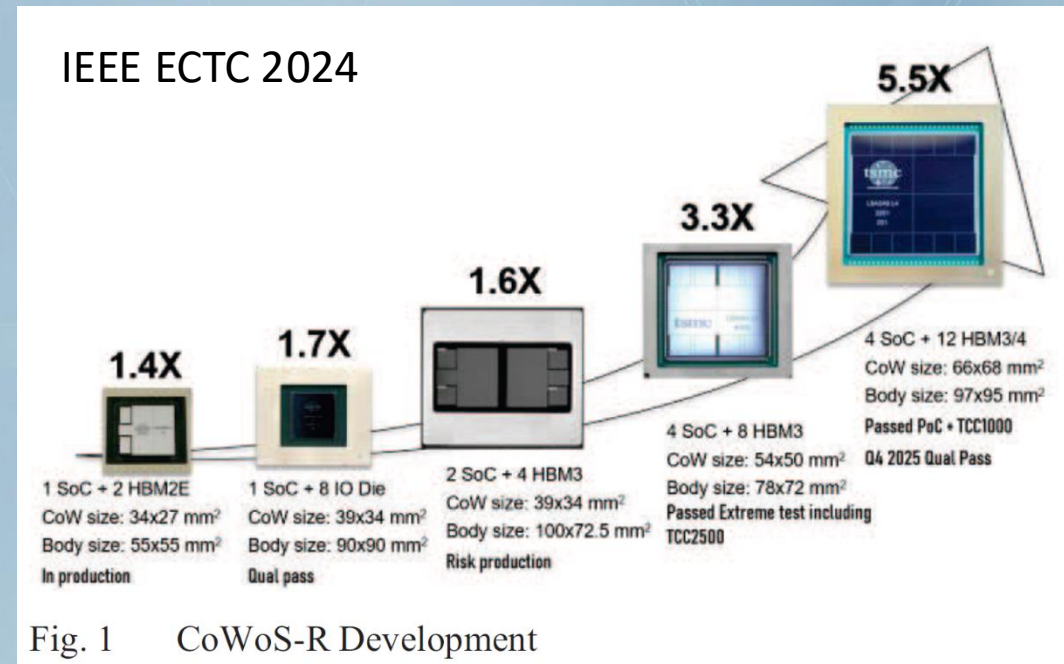 IEEE ECTC 2024
1.4X
1 SoC + 2 HBM2E
CoW size: 34x27 mm²
Body size: 55x55 mm²
In production
1.7X
1 SoC + 8 IO Die
CoW size: 39x34 mm²
Body size: 90x90 mm²
Qual pass
1.6X
2 SoC + 4 HBM3
CoW size: 39x34 mm²
Body size: 100x72.5 mm²
Risk production
3.3X
tsmc
4 SoC + 8 HBM3
CoW size: 54x50 mm²
Body size: 78x72 mm²
Passed Extreme test including
TCC2500
5.5X
tsmc
4 SoC + 12 HBM3/4
CoW size: 66x68 mm²
Body size: 97x95 mm²
Passed PoC + TCC1000
Q4 2025 Qual Pass
Fig. 1 CoWoS-R Development